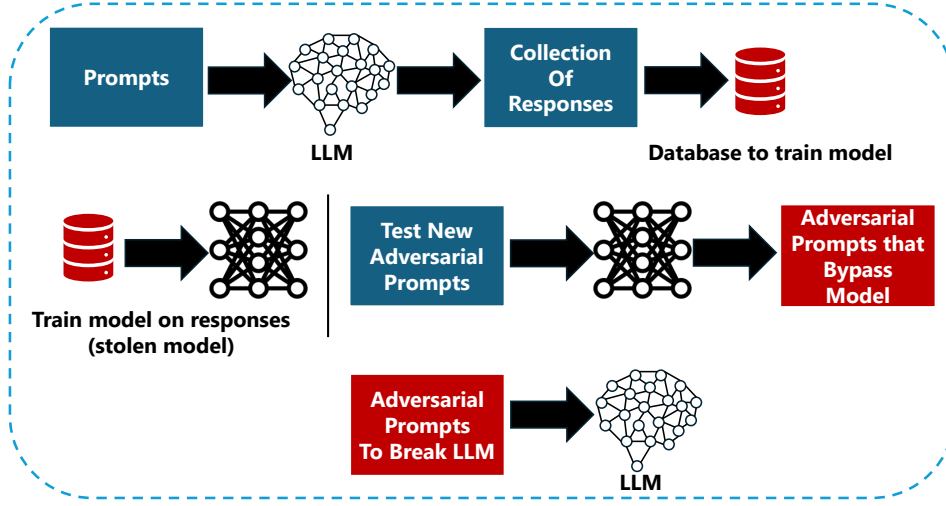 Prompts
LLM
Collection
Of
Responses
Database to train model
Train model on responses
(stolen model)
Test New
Adversarial
Prompts
Adversarial
Prompts that
Bypass
Model
Adversarial
Prompts
To Break LLM
LLM